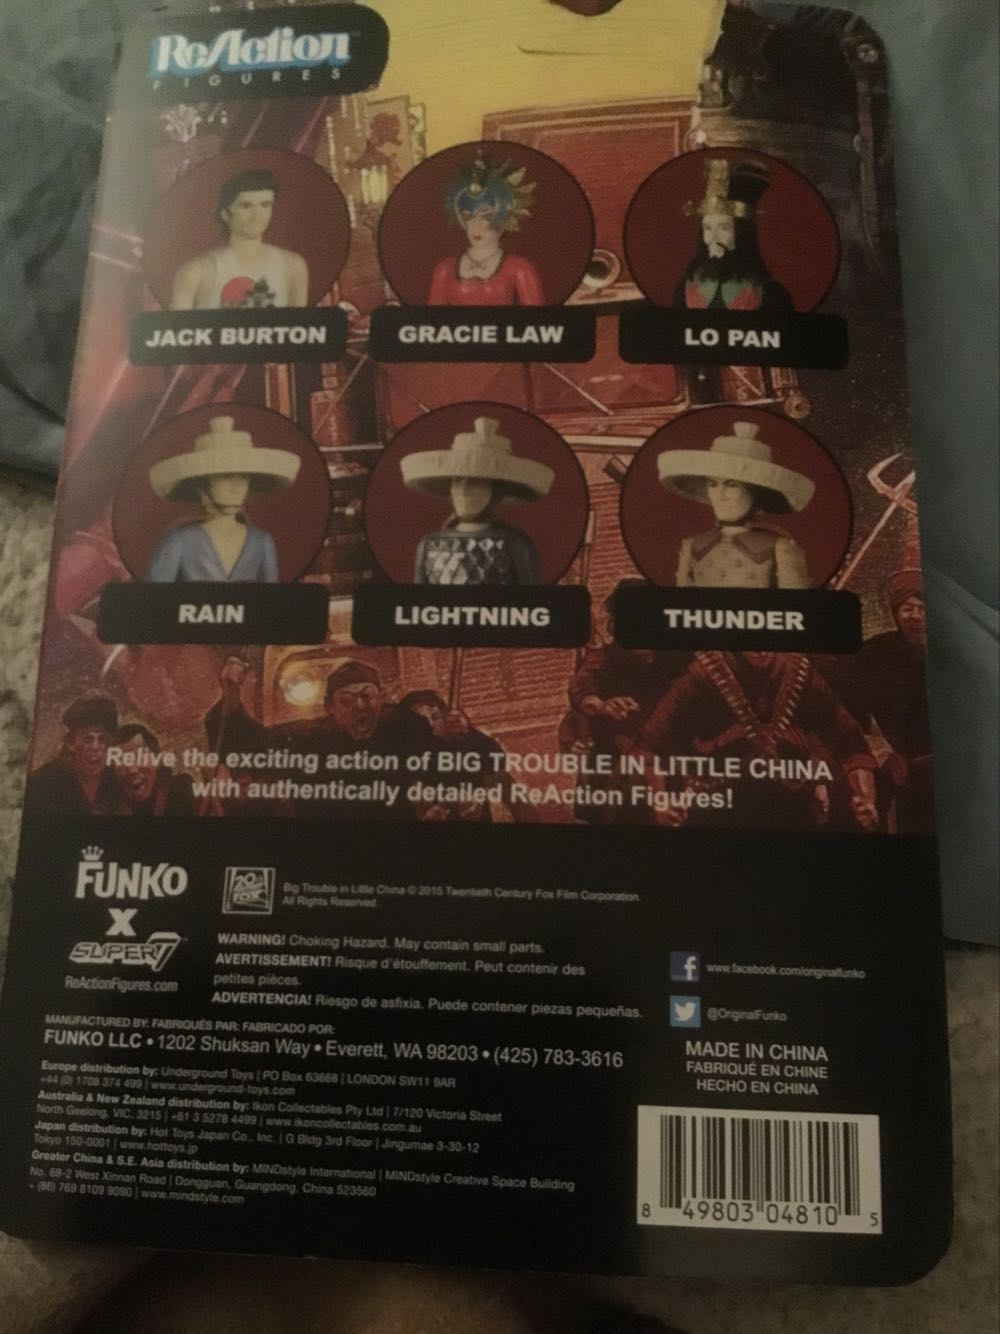 ReAction
FIGURES
JACK BURTON
GRACIE LAW
LO PAN
RAIN
LIGHTNING
THUNDER
Relive the exciting action of BIG TROUBLE IN LITTLE CHINA
with authentically detailed ReAction Figures!
FUNKO
X
SUPER7
ReActionFigures.com
20th
CENTURY
FOX
Big Trouble in Little China © 2015 Twentieth Century Fox Film Corporation.
All Rights Reserved.
WARNING! Choking Hazard. May contain small parts.
AVERTISSEMENT! Risque d'étouffement. Peut contenir des
petites pièces.
ADVERTENCIA! Riesgo de asfixia. Puede contener piezas pequeñas.
MANUFACTURED BY: FABRIQUÉS PAR: FABRICADO POR:
FUNKO LLC • 1202 Shuksan Way • Everett, WA 98203 • (425) 783-3616
Europe distribution by: Underground Toys | PO Box 63668 | LONDON SW11 9AR
+44 (0) 1708 374 499 | www.underground-toys.com
Australia & New Zealand distribution by: Ikon Collectables Pty Ltd | 7/120 Victoria Street
North Geelong, VIC, 3215 | +61 3 5278 4499 | www.ikoncollectables.com.au
Japan distribution by: Hot Toys Japan Co., Inc. | G Bldg 3rd Floor | Jingumae 3-30-12
Tokyo 150-0001 | www.hottoys.jp
Greater China & S.E. Asia distribution by: MINDstyle International | MINDstyle Creative Space Building
No. 68-2 West Xinnan Road | Dongguan, Guangdong, China 523560
+ (86) 769 8109 9090 | www.mindstyle.com
f www.facebook.com/originalfunko
@OriginalFunko
MADE IN CHINA
FABRIQUÉ EN CHINE
HECHO EN CHINA
8 49803 04810 5